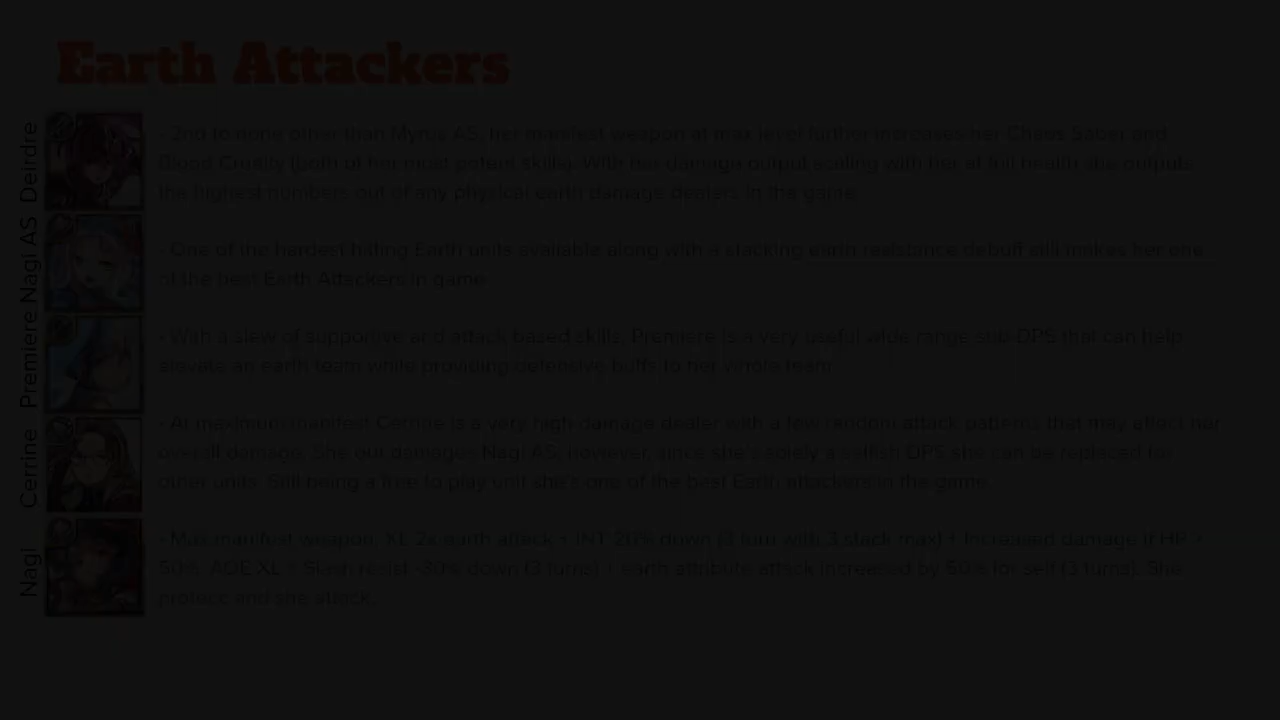 Earth Attackers
Deirdre
- 2nd to none other than Myrus AS, her manifest weapon at max level further increases her Chaos Saber and
Blood Cruelty (both of her most potent skills). With her damage output scaling with her at full health she outputs
the highest numbers out of any physical earth damage dealers in the game.
Nagi AS
- One of the hardest hitting Earth units available along with a stacking earth resistance debuff still makes her one
of the best Earth Attackers in game.
Premiere
- With a slew of supportive and attack based skills, Premiere is a very useful wide range sub DPS that can help
elevate an earth team while providing defensive buffs to her whole team.
Cerrine
- At maximum manifest Cerrine is a very high damage dealer with a few random attack patterns that may affect her
overall damage. She out damages Nagi AS, however, since she's solely a selfish DPS she can be replaced for
other units. Still being a free to play unit she's one of the best Earth attackers in the game.
Nagi
- Max manifest weapon: XL 2x earth attack + INT 20% down (3 turn with 3 stack max) + Increased damage if HP <
50%. AOE XL + Slash resist -30% down (3 turns) + earth attribute attack increased by 50% for self (3 turns). She
protecc and she attacc.